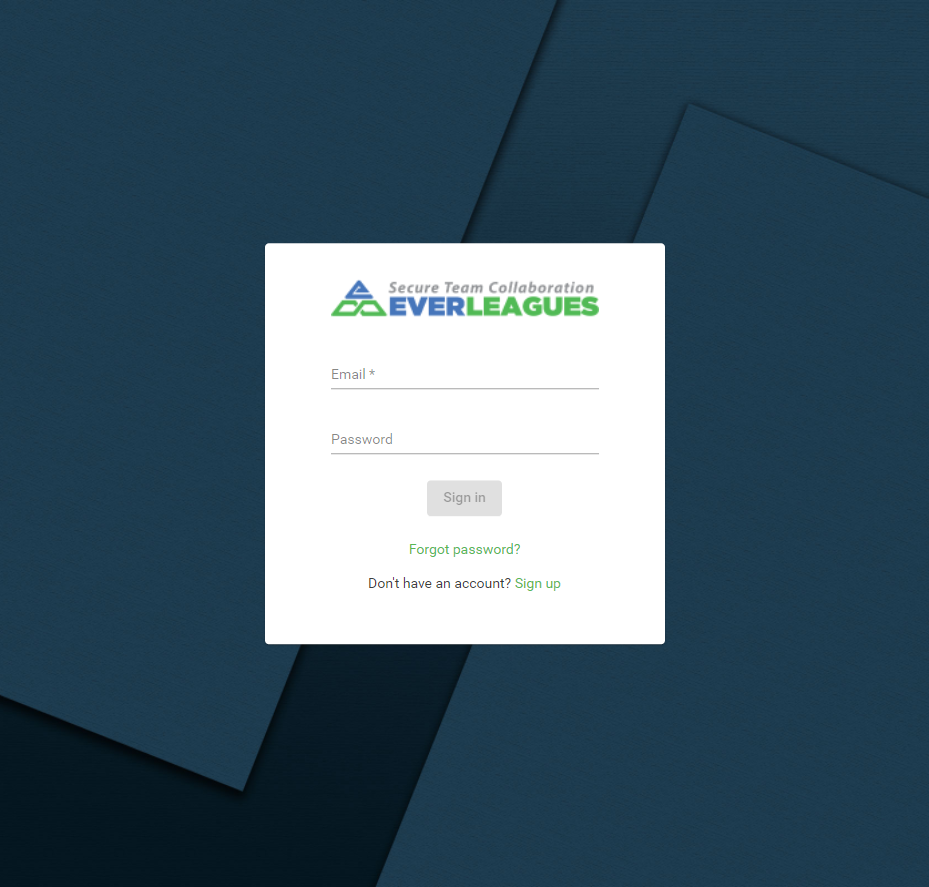 Secure Team Collaboration
EVERLEAGUES
Email *
Password
Sign in
Forgot password?
Don't have an account? Sign up